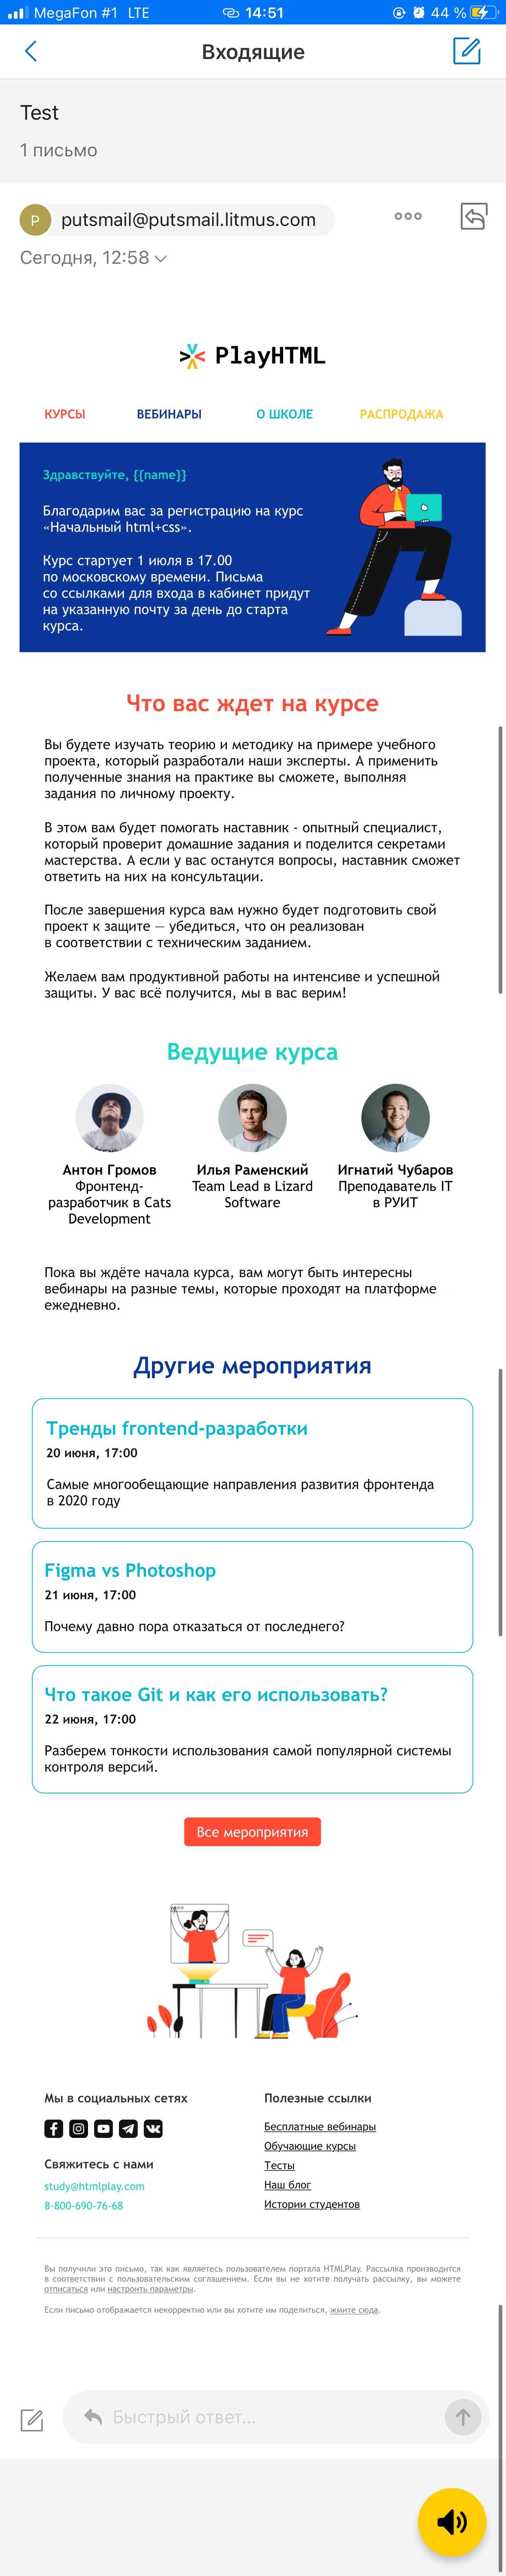 MegaFon #1 LTE 14:51 44 %
Входящие
Test
1 письмо
P putsmail@putsmail.litmus.com
Сегодня, 12:58
PlayHTML
КУРСЫ ВЕБИНАРЫ О ШКОЛЕ РАСПРОДАЖА
Здравствуйте, {{name}}
Благодарим вас за регистрацию на курс
«Начальный html+css».
Курс стартует 1 июля в 17.00
по московскому времени. Письма
со ссылками для входа в кабинет придут
на указанную почту за день до старта
курса.
Что вас ждет на курсе
Вы будете изучать теорию и методику на примере учебного
проекта, который разработали наши эксперты. А применить
полученные знания на практике вы сможете, выполняя
задания по личному проекту.
В этом вам будет помогать наставник - опытный специалист,
который проверит домашние задания и поделится секретами
мастерства. А если у вас останутся вопросы, наставник сможет
ответить на них на консультации.
После завершения курса вам нужно будет подготовить свой
проект к защите — убедиться, что он реализован
в соответствии с техническим заданием.
Желаем вам продуктивной работы на интенсиве и успешной
защиты. У вас всё получится, мы в вас верим!
Ведущие курса
Антон Громов
Фронтенд-
разработчик в Cats
Development
Илья Раменский
Team Lead в Lizard
Software
Игнатий Чубаров
Преподаватель IT
в РУИТ
Пока вы ждёте начала курса, вам могут быть интересны
вебинары на разные темы, которые проходят на платформе
ежедневно.
Другие мероприятия
Тренды frontend-разработки
20 июня, 17:00
Самые многообещающие направления развития фронтенда
в 2020 году
Figma vs Photoshop
21 июня, 17:00
Почему давно пора отказаться от последнего?
Что такое Git и как его использовать?
22 июня, 17:00
Разберем тонкости использования самой популярной системы
контроля версий.
Все мероприятия
Мы в социальных сетях
Свяжитесь с нами
study@htmlplay.com
8-800-690-76-68
Полезные ссылки
Бесплатные вебинары
Обучающие курсы
Тесты
Наш блог
Истории студентов
Вы получили это письмо, так как являетесь пользователем портала HTMLPlay. Рассылка производится
в соответствии с пользовательским соглашением. Если вы не хотите получать рассылку, вы можете
отписаться или настроить параметры.
Если письмо отображается некорректно или вы хотите им поделиться, жмите сюда.
Быстрый ответ...